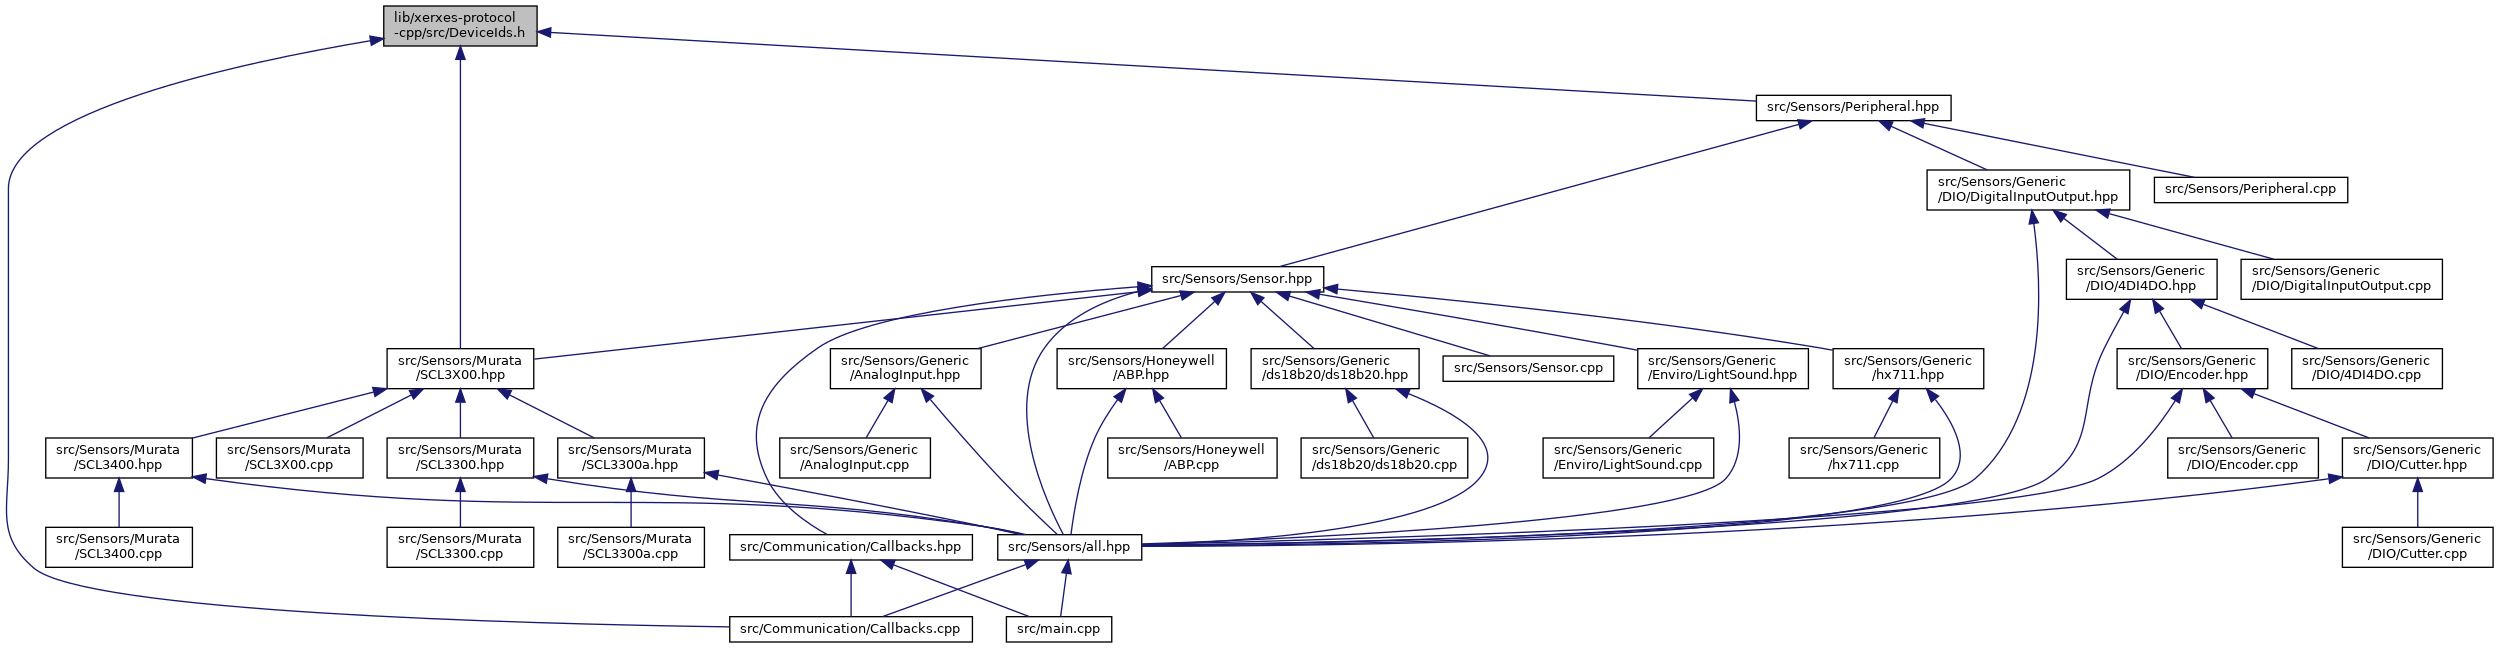 lib/xerxes-protocol
-cpp/src/DeviceIds.h
src/Sensors/Peripheral.hpp
src/Sensors/Generic
/DIO/DigitalInputOutput.hpp
src/Sensors/Peripheral.cpp
src/Sensors/Sensor.hpp
src/Sensors/Generic
/DIO/4DI4DO.hpp
src/Sensors/Generic
/DIO/DigitalInputOutput.cpp
src/Sensors/Murata
/SCL3X00.hpp
src/Sensors/Generic
/AnalogInput.hpp
src/Sensors/Honeywell
/ABP.hpp
src/Sensors/Generic
/ds18b20/ds18b20.hpp
src/Sensors/Sensor.cpp
src/Sensors/Generic
/Enviro/LightSound.hpp
src/Sensors/Generic
/hx711.hpp
src/Sensors/Generic
/DIO/Encoder.hpp
src/Sensors/Generic
/DIO/4DI4DO.cpp
src/Sensors/Murata
/SCL3400.hpp
src/Sensors/Murata
/SCL3X00.cpp
src/Sensors/Murata
/SCL3300.hpp
src/Sensors/Murata
/SCL3300a.hpp
src/Sensors/Generic
/AnalogInput.cpp
src/Sensors/Honeywell
/ABP.cpp
src/Sensors/Generic
/ds18b20/ds18b20.cpp
src/Sensors/Generic
/Enviro/LightSound.cpp
src/Sensors/Generic
/hx711.cpp
src/Sensors/Generic
/DIO/Encoder.cpp
src/Sensors/Generic
/DIO/Cutter.hpp
src/Sensors/Murata
/SCL3400.cpp
src/Sensors/Murata
/SCL3300.cpp
src/Sensors/Murata
/SCL3300a.cpp
src/Communication/Callbacks.hpp
src/Sensors/all.hpp
src/Sensors/Generic
/DIO/Cutter.cpp
src/Communication/Callbacks.cpp
src/main.cpp